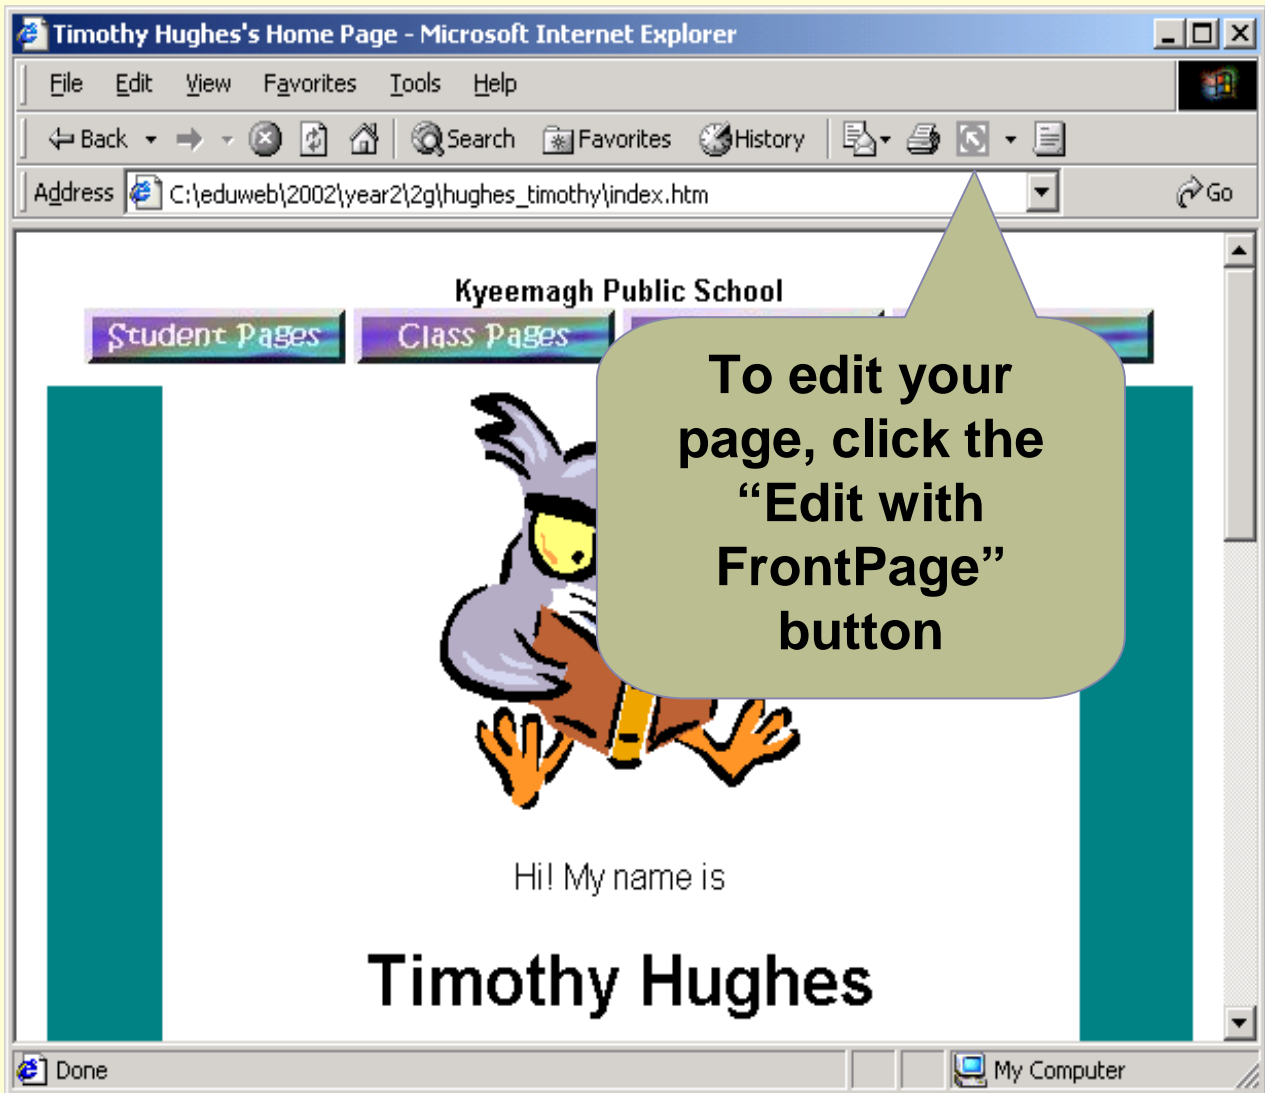 Timothy Hughes's Home Page - Microsoft Internet Explorer
File Edit View Favorites Tools Help
Back Search Favorites History
Address C:\eduweb\2002\year2\2g\hughes_timothy\index.htm Go
Kyeemagh Public School
Student Pages Class Pages
To edit your
page, click the
“Edit with
FrontPage”
button
Hi! My name is
Timothy Hughes
Done My Computer